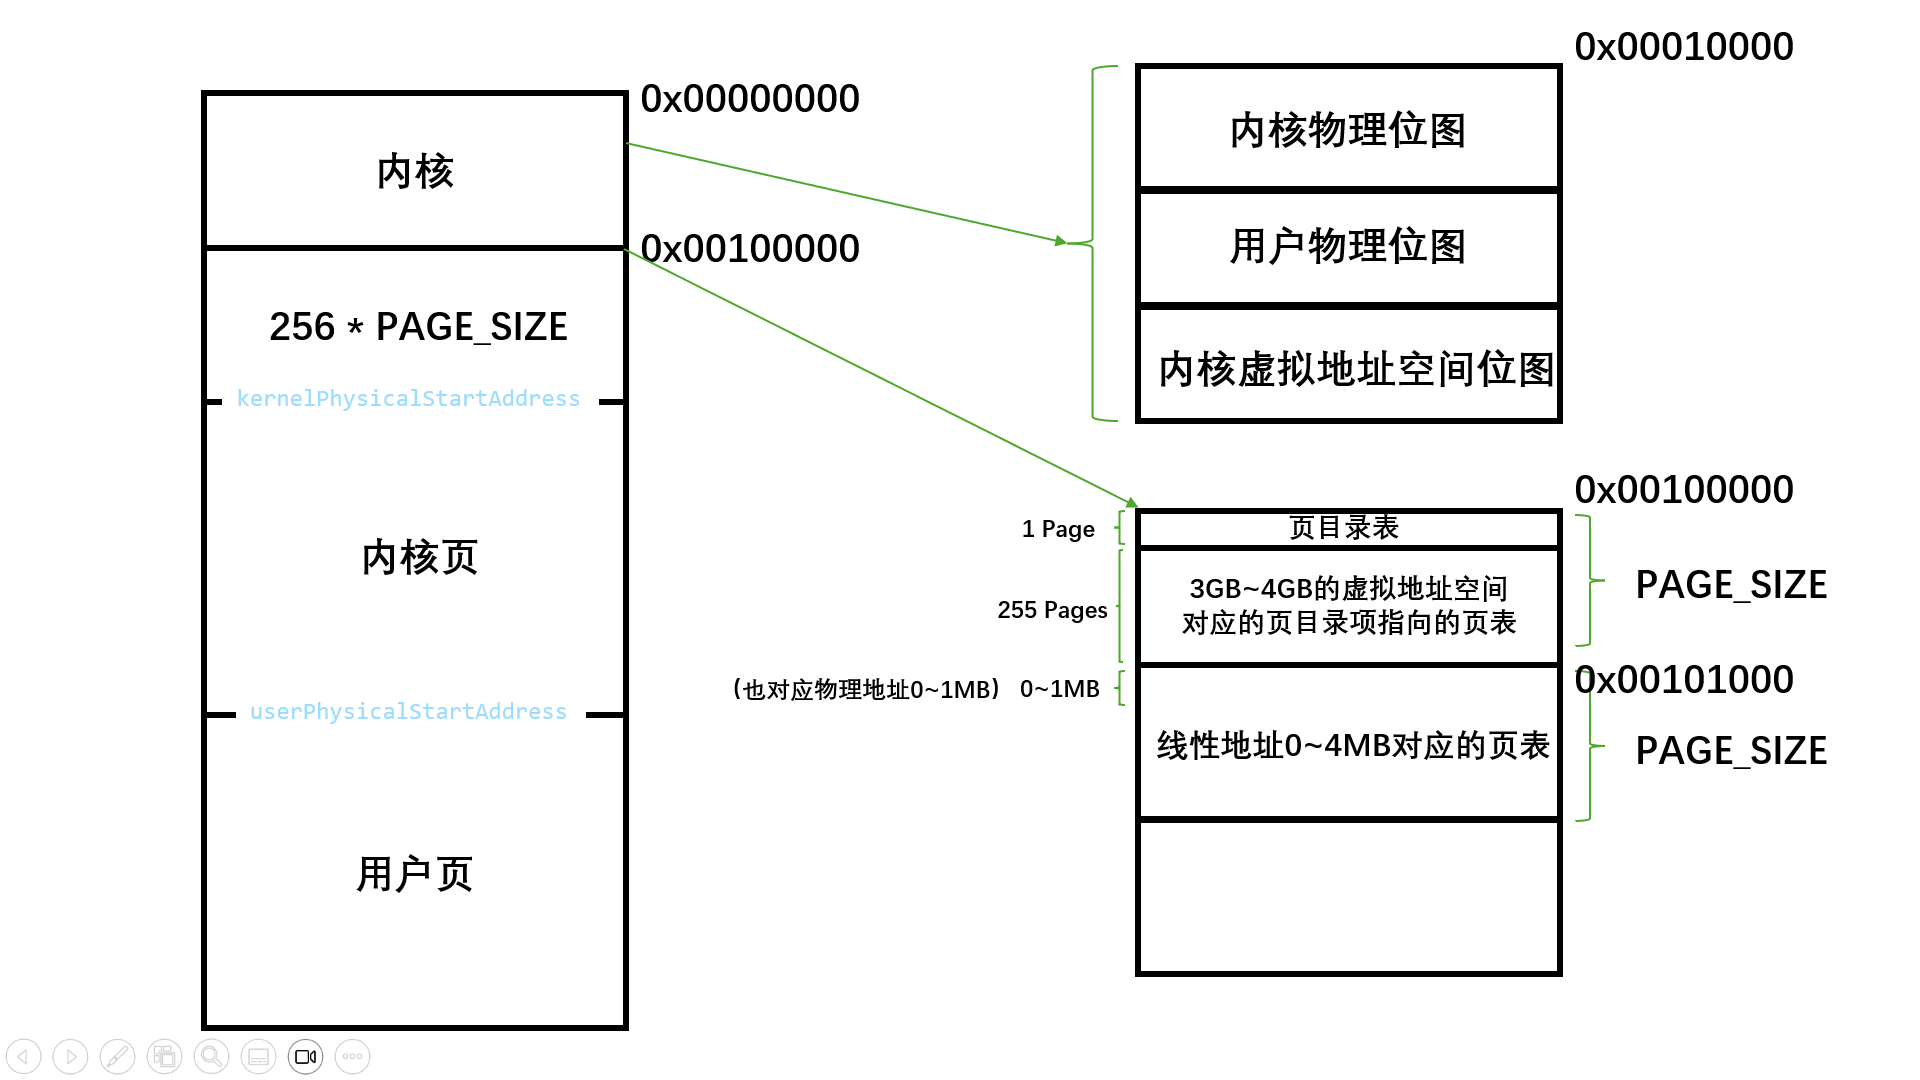 0x00000000
内核
0x00100000
256 * PAGE_SIZE
kernelPhysicalStartAddress
内核页
userPhysicalStartAddress
用户页
0x00010000
内核物理位图
用户物理位图
内核虚拟地址空间位图
0x00100000
1 Page
页目录表
255 Pages
3GB~4GB的虚拟地址空间
对应的页目录项指向的页表
PAGE_SIZE
0x00101000
(也对应物理地址0~1MB) 0~1MB
线性地址0~4MB对应的页表
PAGE_SIZE